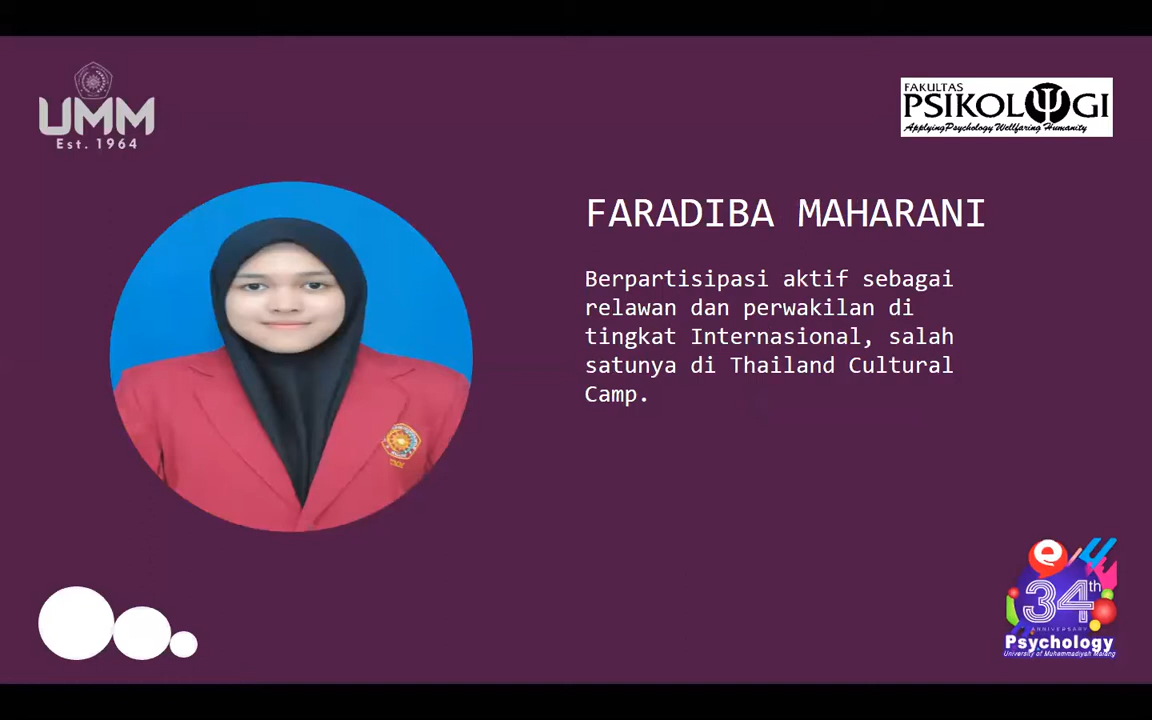 UMM
Est. 1964
FAKULTAS
PSIKOLOGI
Applying Psychology Wellfaring Humanity
FARADIBA MAHARANI
Berpartisipasi aktif sebagai
relawan dan perwakilan di
tingkat Internasional, salah
satunya di Thailand Cultural
Camp.
e
34th
ANNIVERSARY
Psychology
University of Muhammadiyah Malang